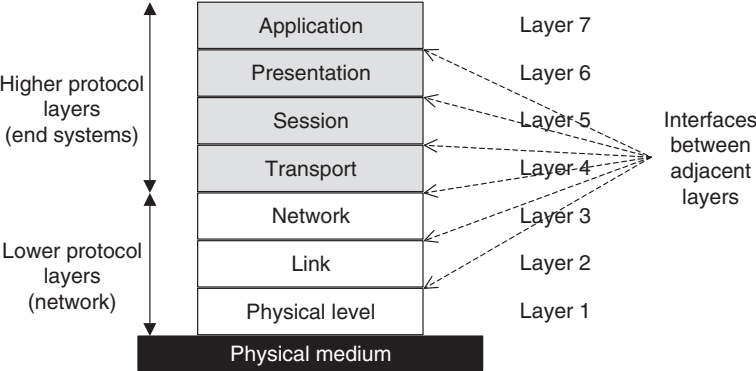 Application
Layer 7
Presentation
Layer 6
Higher protocol
layers
(end systems)
Session
Layer 5
Transport
Layer 4
Interfaces
between
adjacent
layers
Network
Layer 3
Lower protocol
layers
(network)
Link
Layer 2
Physical level
Layer 1
Physical medium